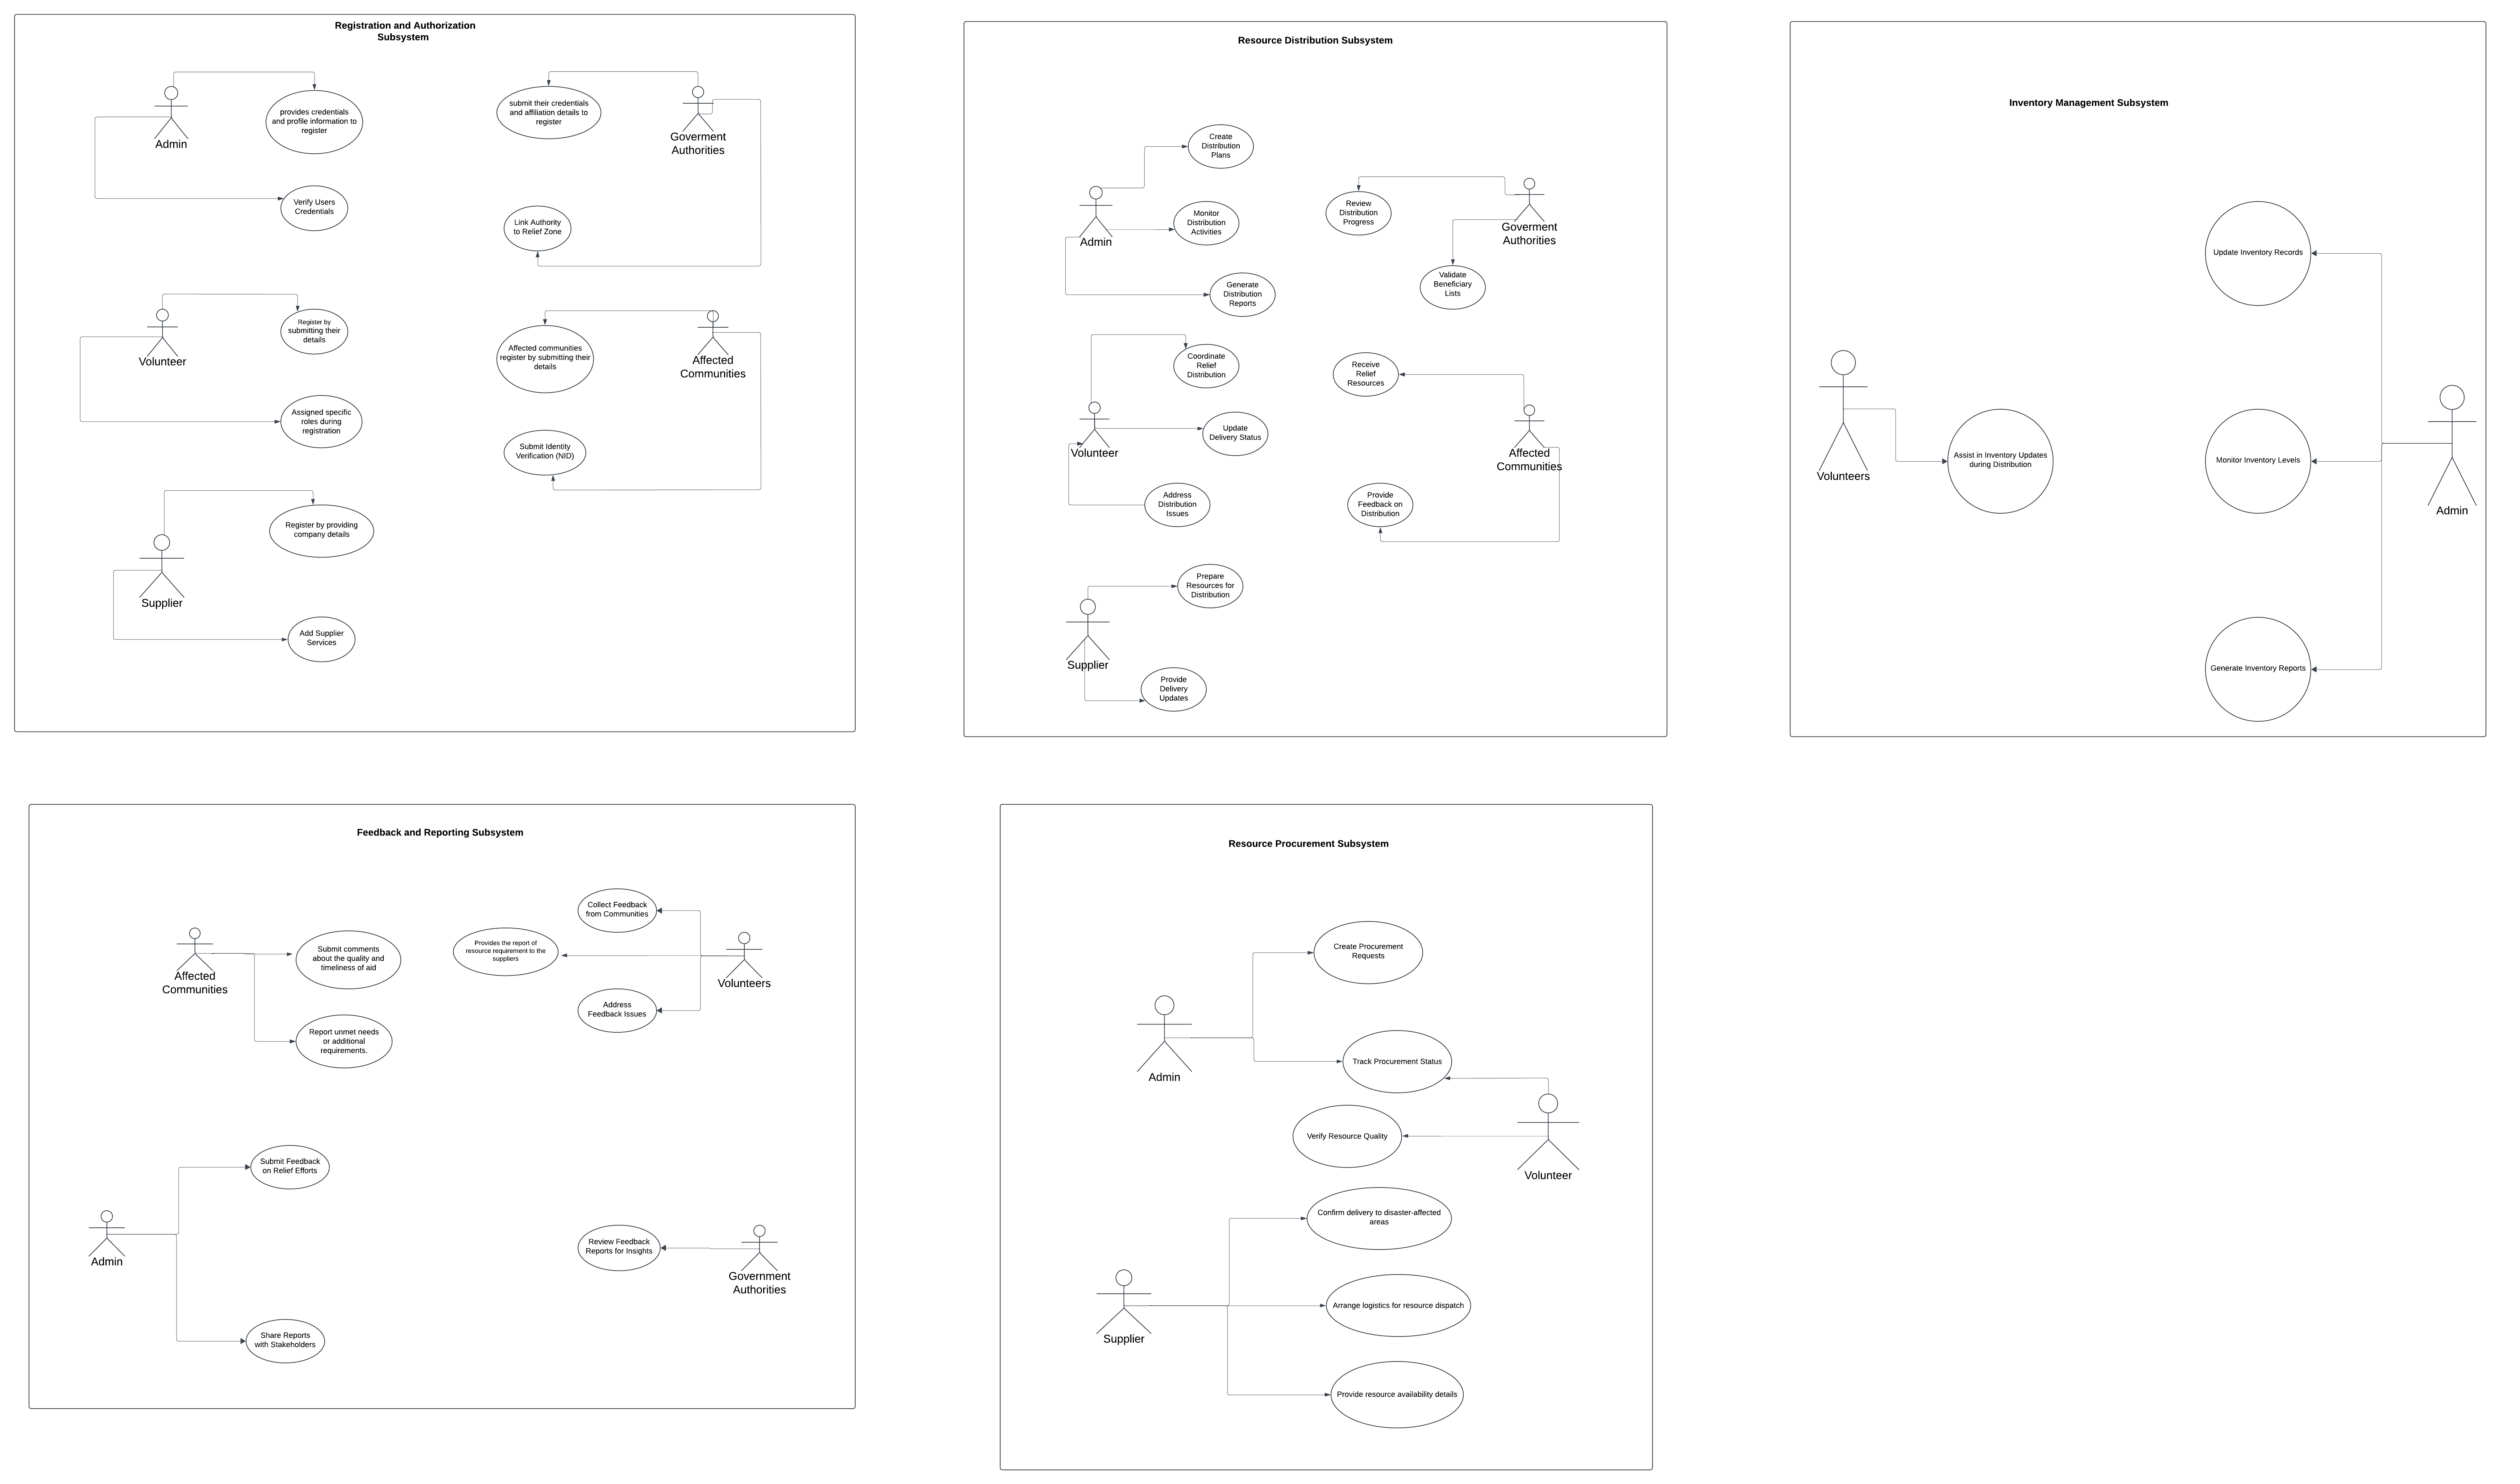 Registration and Authorization
Subsystem
Admin
provides credentials
and profile information to
register
Verify Users
Credentials
submit their credentials
and affiliation details to
register
Goverment
Authorities
Link Authority
to Relief Zone
Volunteer
Register by
submitting their
details
Assigned specific
roles during
registration
Affected communities
register by submitting their
details
Affected
Communities
Submit Identity
Verification (NID)
Supplier
Register by providing
company details
Add Supplier
Services
Resource Distribution Subsystem
Admin
Create
Distribution
Plans
Monitor
Distribution
Activities
Generate
Distribution
Reports
Review
Distribution
Progress
Goverment
Authorities
Validate
Beneficiary
Lists
Volunteer
Coordinate
Relief
Distribution
Update
Delivery Status
Address
Distribution
Issues
Receive
Relief
Resources
Affected
Communities
Provide
Feedback on
Distribution
Supplier
Prepare
Resources for
Distribution
Provide
Delivery
Updates
Inventory Management Subsystem
Volunteers
Assist in Inventory Updates
during Distribution
Update Inventory Records
Monitor Inventory Levels
Generate Inventory Reports
Admin
Feedback and Reporting Subsystem
Affected
Communities
Submit comments
about the quality and
timeliness of aid
Report unmet needs
or additional
requirements.
Collect Feedback
from Communities
Provides the report of
resource requirement to the
suppliers
Address
Feedback Issues
Volunteers
Admin
Submit Feedback
on Relief Efforts
Share Reports
with Stakeholders
Review Feedback
Reports for Insights
Government
Authorities
Resource Procurement Subsystem
Admin
Create Procurement
Requests
Track Procurement Status
Verify Resource Quality
Volunteer
Supplier
Confirm delivery to disaster-affected
areas
Arrange logistics for resource dispatch
Provide resource availability details